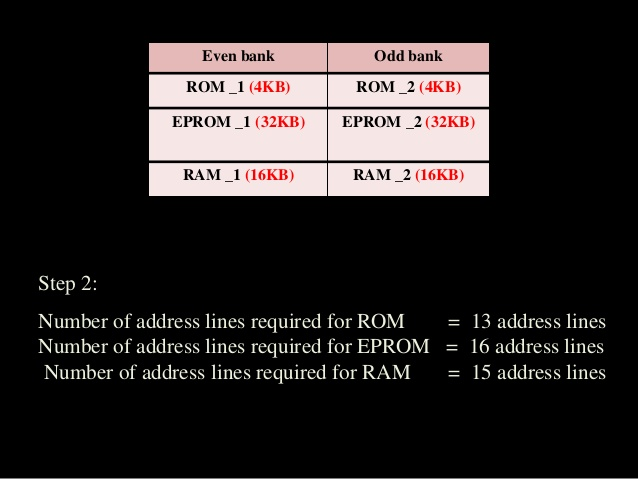 Even bank Odd bank
ROM _1 (4KB) ROM _2 (4KB)
EPROM _1 (32KB) EPROM _2 (32KB)
RAM _1 (16KB) RAM _2 (16KB)
Step 2:
Number of address lines required for ROM = 13 address lines
Number of address lines required for EPROM = 16 address lines
Number of address lines required for RAM = 15 address lines